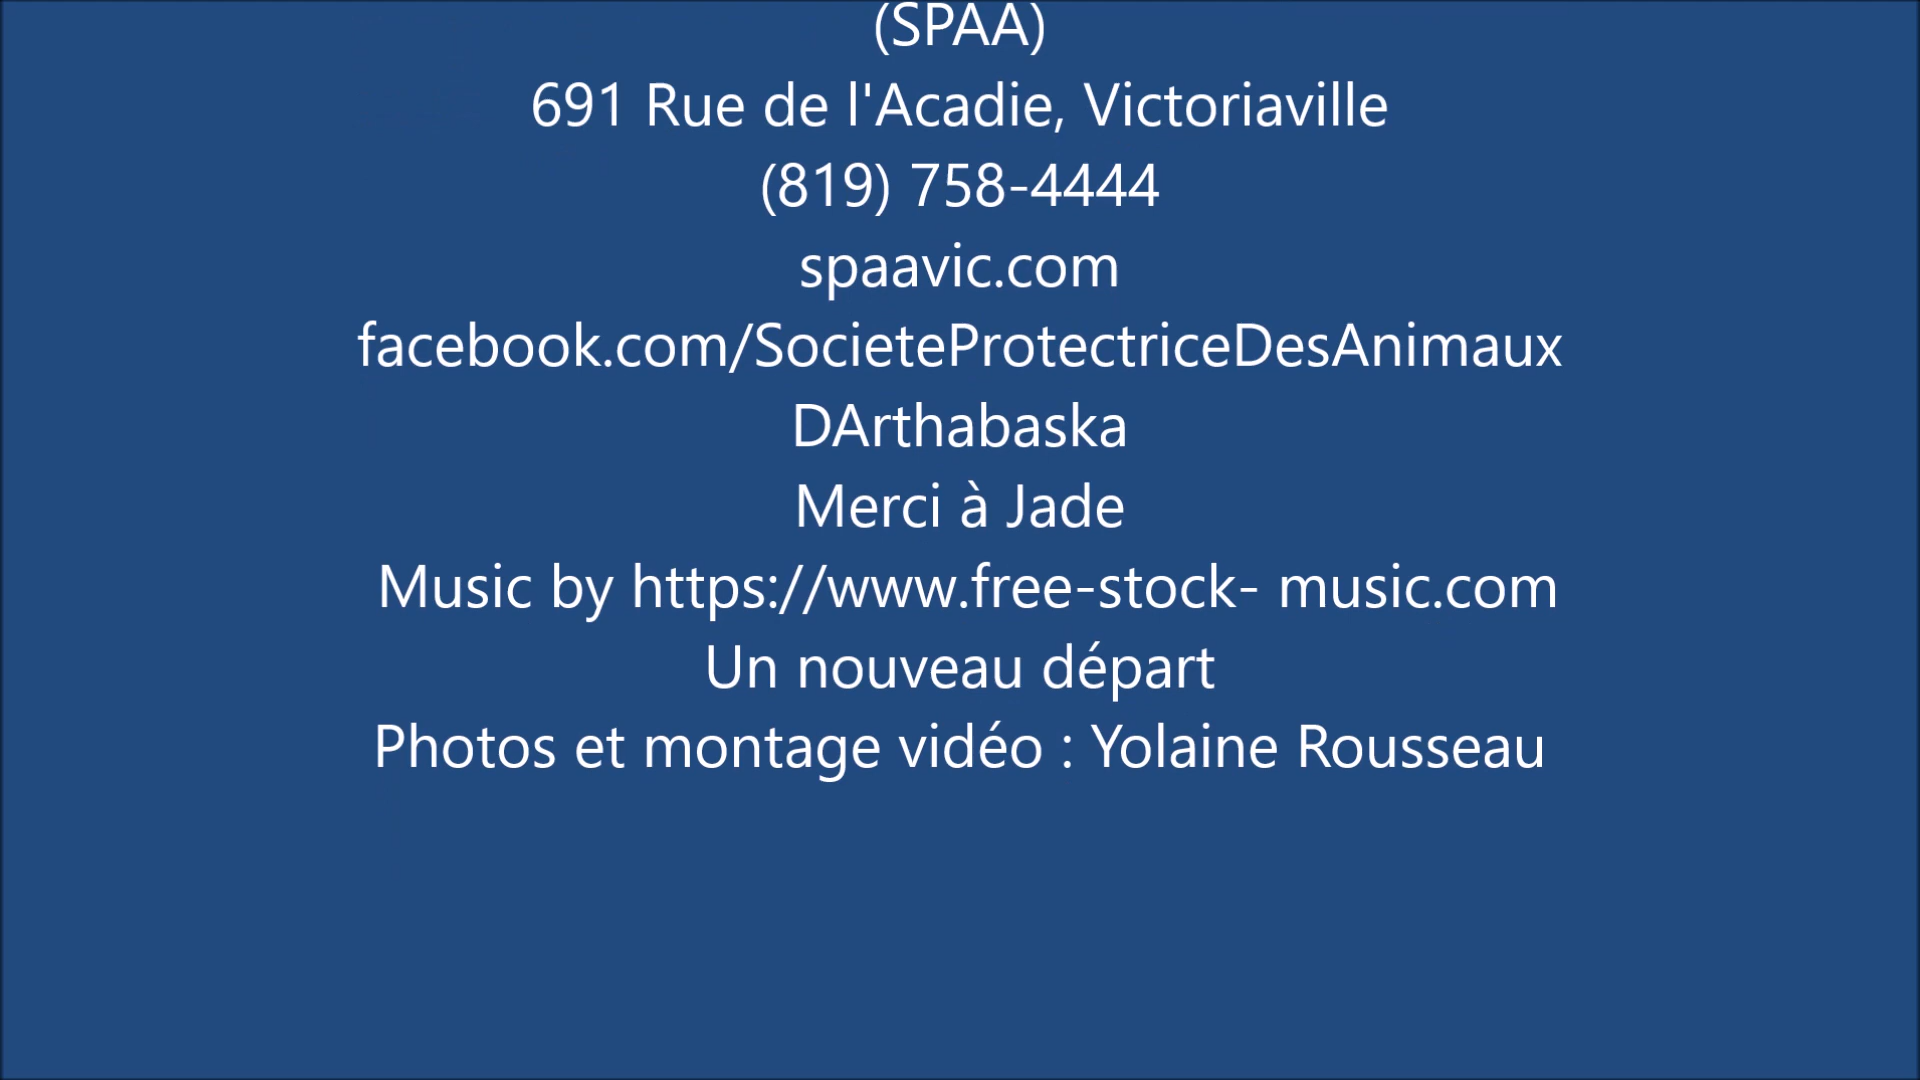 (SPAA)
691 Rue de l'Acadie, Victoriaville
(819) 758-4444
spaavic.com
facebook.com/SocieteProtectriceDesAnimaux
DArthabaska
Merci à Jade
Music by https://www.free-stock- music.com
Un nouveau départ
Photos et montage vidéo : Yolaine Rousseau